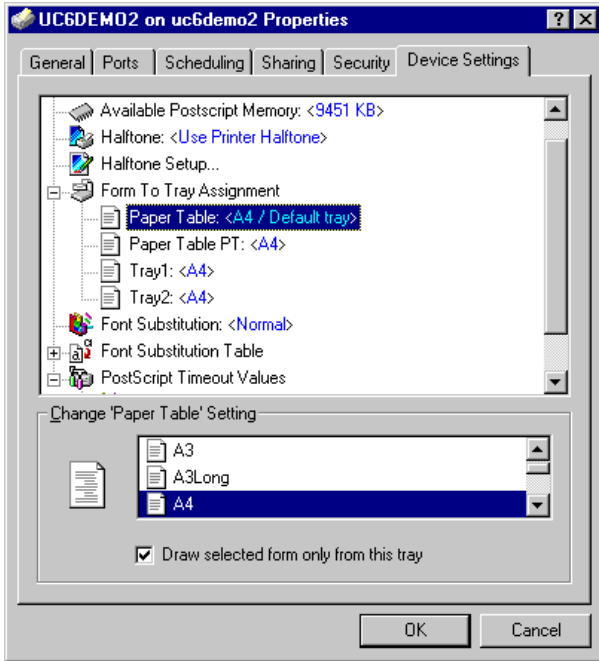 UC6DEMO2 on uc6demo2 Properties
General Ports Scheduling Sharing Security Device Settings
Available Postscript Memory: <9451 KB>
Halftone: <Use Printer Halftone>
Halftone Setup...
Form To Tray Assignment
Paper Table: <A4 / Default tray>
Paper Table PT: <A4>
Tray1: <A4>
Tray2: <A4>
Font Substitution: <Normal>
Font Substitution Table
PostScript Timeout Values
Change 'Paper Table' Setting
A3
A3Long
A4
Draw selected form only from this tray
OK Cancel